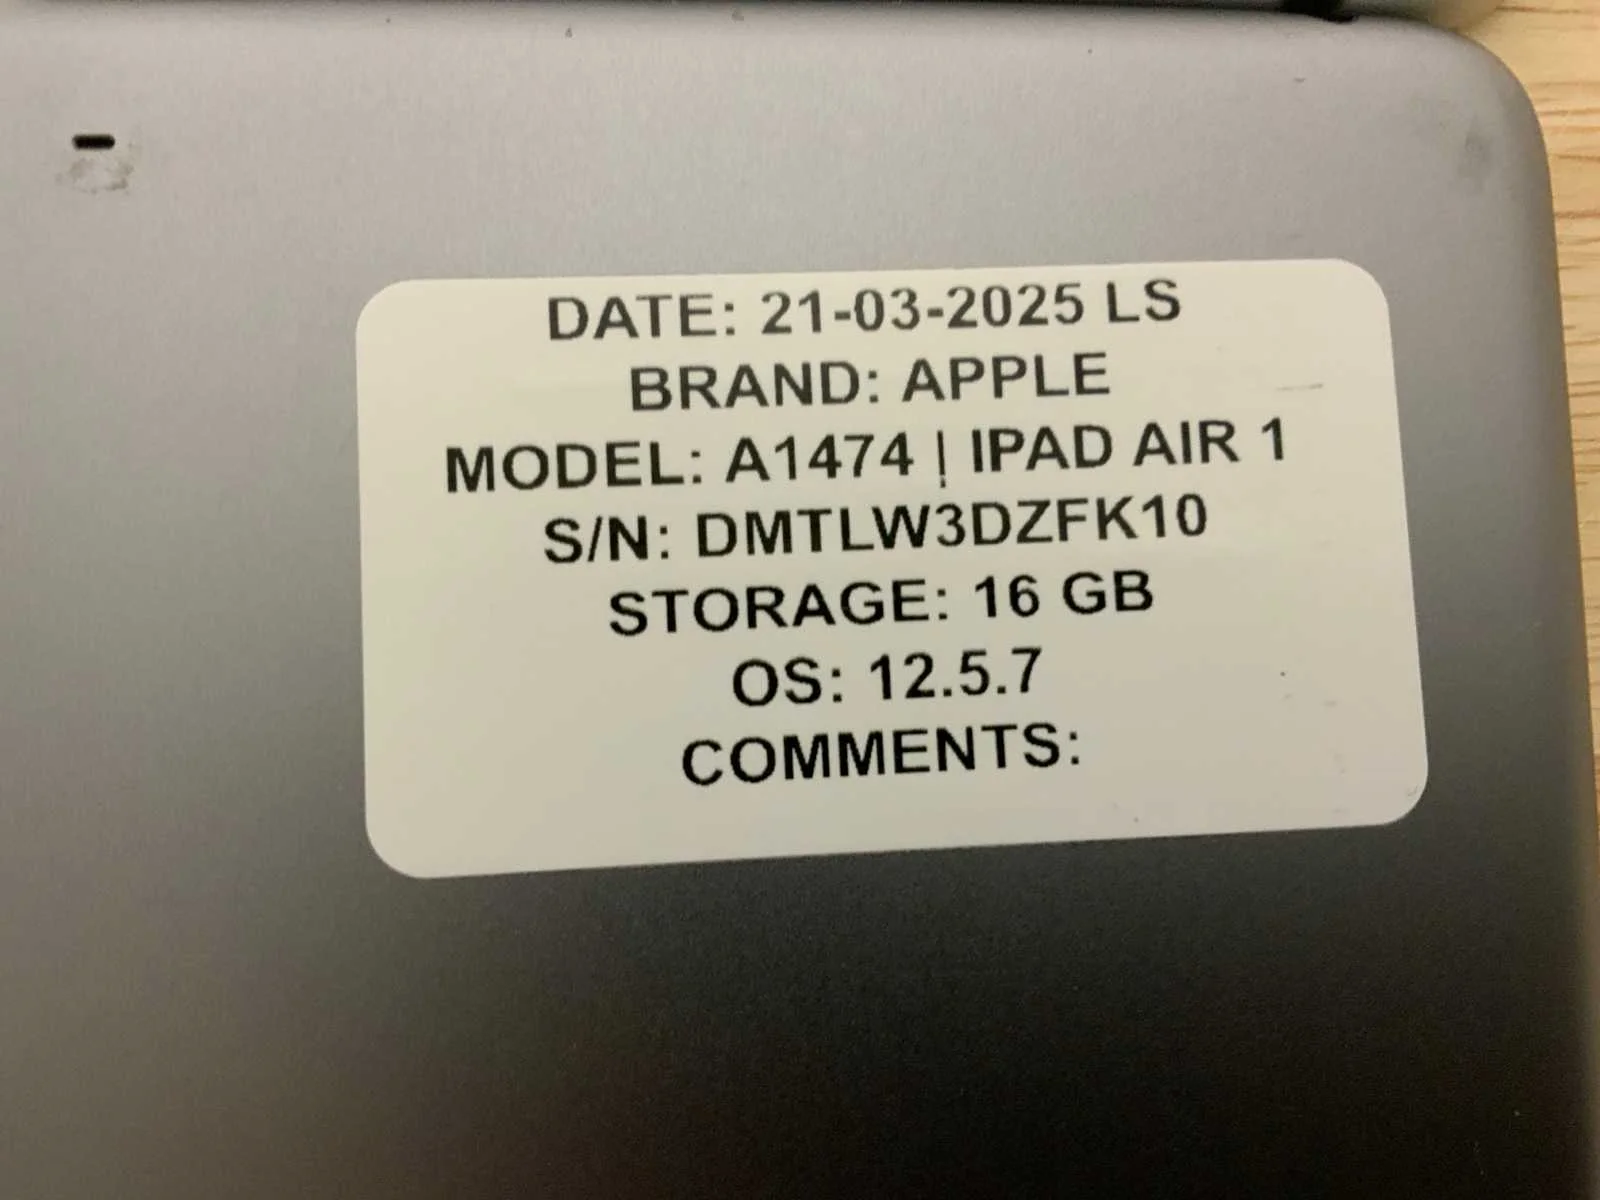 DATE: 21-03-2025 LS
BRAND: APPLE
MODEL: A1474 | IPAD AIR 1
S/N: DMTLW3DZFK10
STORAGE: 16 GB
OS: 12.5.7
COMMENTS: